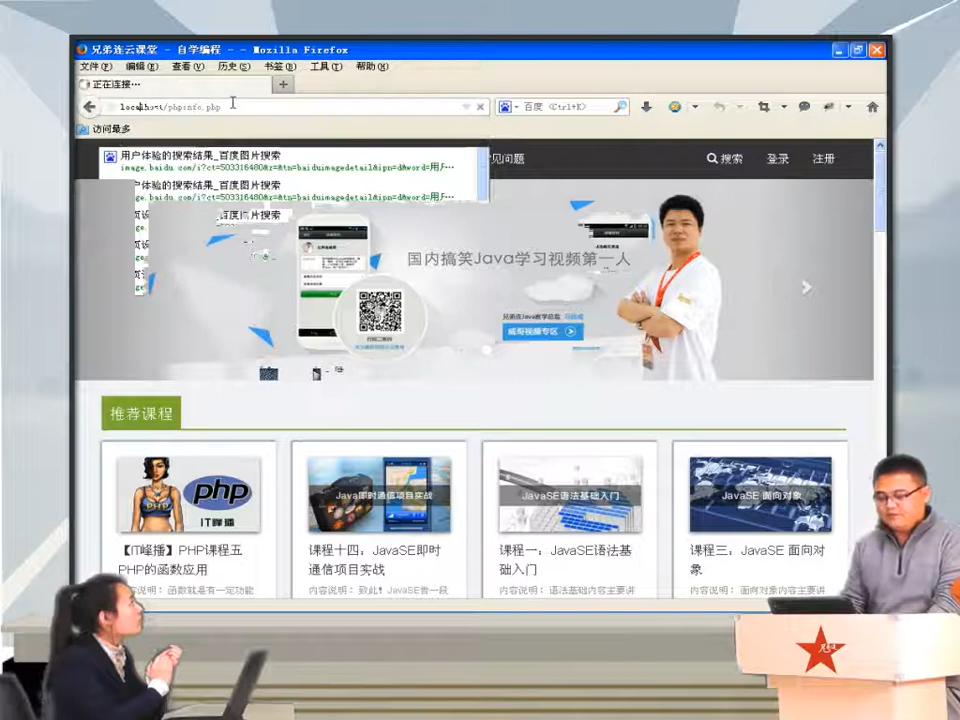 兄弟连云课堂 - 自学编程 - - Mozilla Firefox
文件(F) 编辑(E) 查看(V) 历史(S) 书签(B) 工具(T) 帮助(H)
正在连接…
localhost/phpinfo.php
百度 <Ctrl+K>
访问最多
用户体验的搜索结果_百度图片搜索
image.baidu.com/i?ct=503316480&z=&tn=baiduimagedetail&ipn=d&word=用户…
户体验的搜索结果_百度图片搜索
ge.baidu.com/i?ct=503316480&z=&tn=baiduimagedetail&ipn=d&word=用户…
见问题
搜索 登录 注册
百度图片搜索
国内搞笑Java学习视频第一人
兄弟连Java教学总监
威哥视频专区
推荐课程
php
PHP
IT峰播
Java即时通信项目实战
JavaSE语法基础入门
JavaSE 面向对象
【IT峰播】PHP课程五
PHP的函数应用
内容说明：函数就是有一定功能
课程十四：JavaSE即时
通信项目实战
内容说明：致此！JavaSE者一段
课程一：JavaSE语法基
础入门
内容说明：语法基础内容主要讲
课程三：JavaSE 面向对
象
内容说明：面向对象内容主要讲